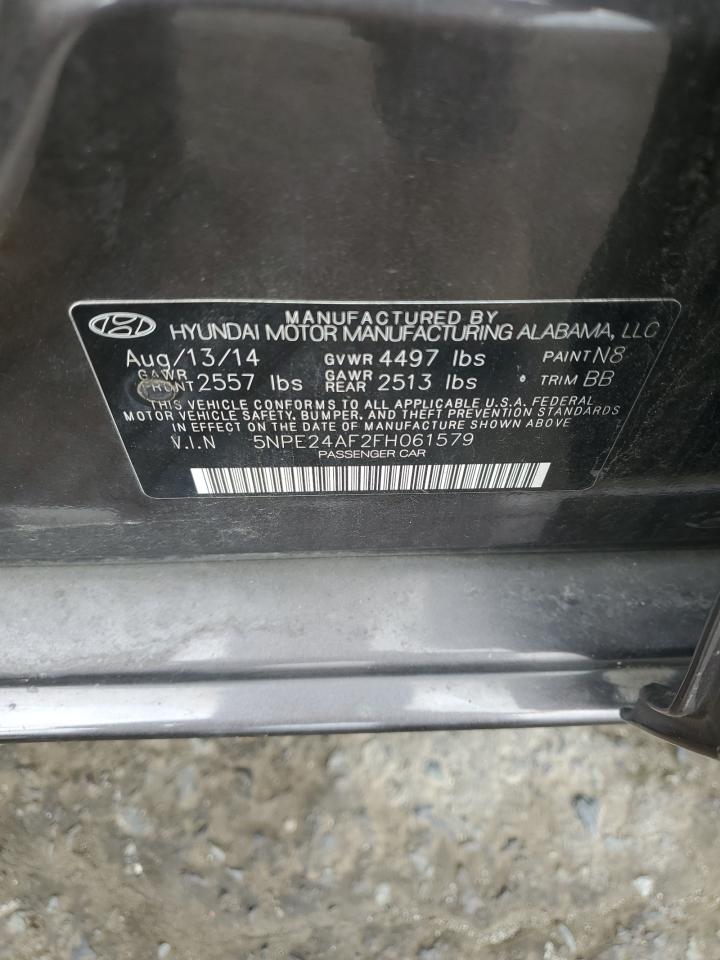 MANUFACTURED BY
HYUNDAI MOTOR MANUFACTURING ALABAMA, LLC
Aug/13/14 GVWR 4497 lbs PAINT N8
GAWR FRONT 2557 lbs GAWR REAR 2513 lbs TRIM BB
THIS VEHICLE CONFORMS TO ALL APPLICABLE U.S.A. FEDERAL
MOTOR VEHICLE SAFETY, BUMPER, AND THEFT PREVENTION STANDARDS
IN EFFECT ON THE DATE OF MANUFACTURE SHOWN ABOVE
V.I.N 5NPE24AF2FH061579
PASSENGER CAR